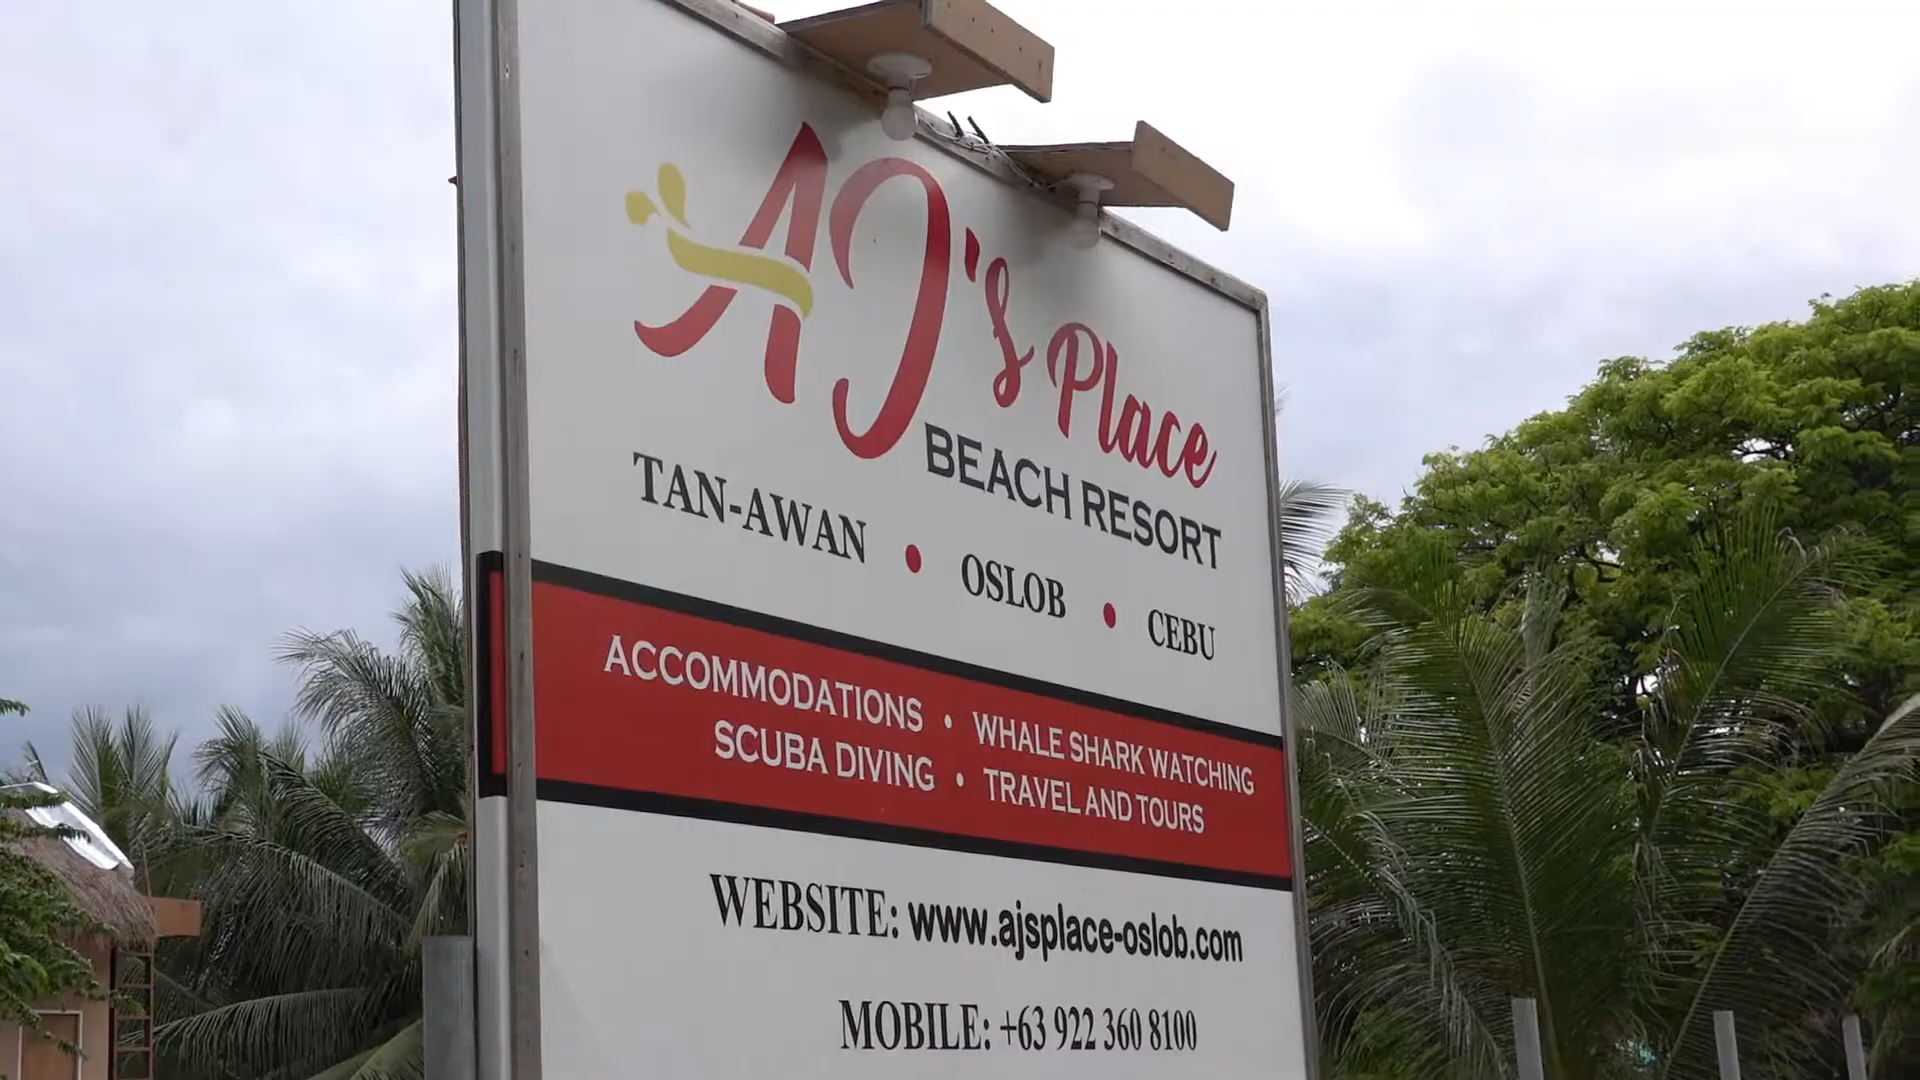 AJ's Place
BEACH RESORT
TAN-AWAN • OSLOB • CEBU
ACCOMMODATIONS • WHALE SHARK WATCHING
SCUBA DIVING • TRAVEL AND TOURS
WEBSITE: www.ajsplace-oslob.com
MOBILE: +63 922 360 8100